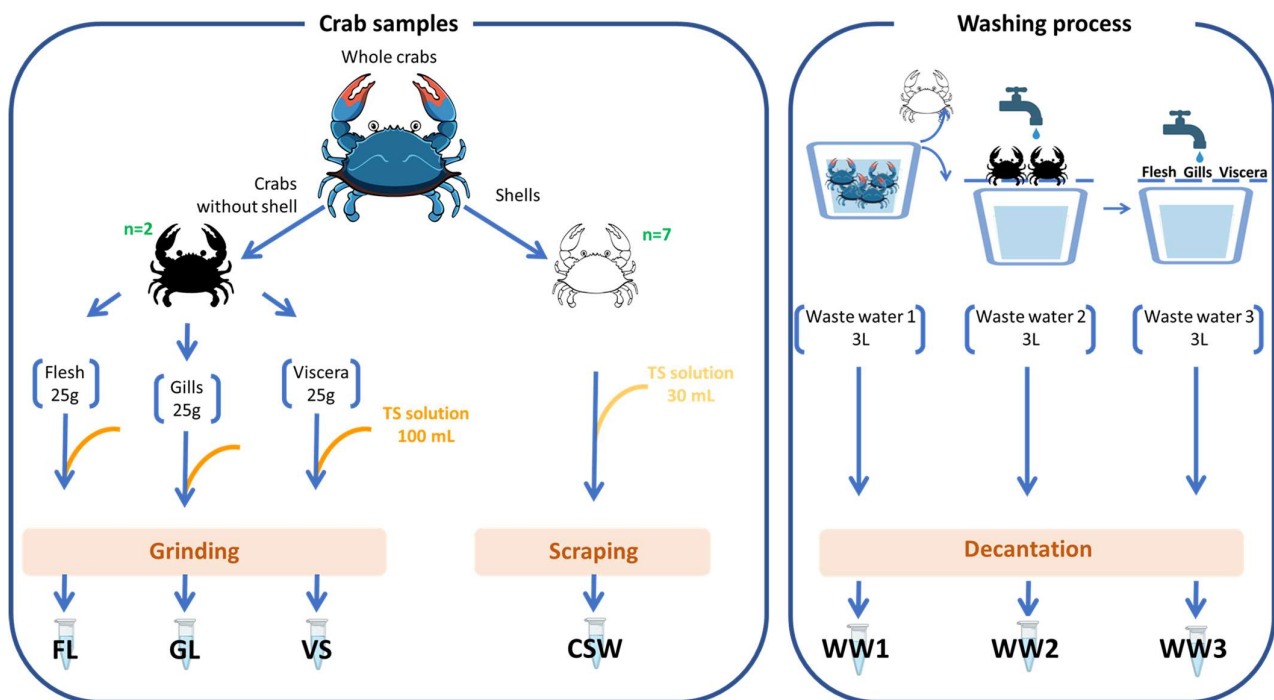 Crab samples
Whole crabs
Crabs
without shell
Shells
n=2
n=7
Flesh
25g
Gills
25g
Viscera
25g
TS solution
100 mL
TS solution
30 mL
Grinding
Scraping
FL
GL
VS
CSW
Washing process
Flesh Gills Viscera
Waste water 1
3L
Waste water 2
3L
Waste water 3
3L
Decantation
WW1
WW2
WW3